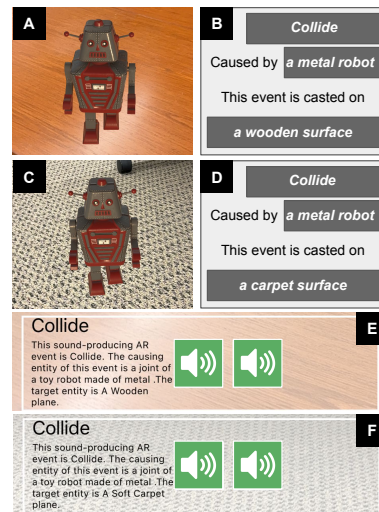 A
B
Collide
Caused by a metal robot
This event is casted on
a wooden surface
C
D
Collide
Caused by a metal robot
This event is casted on
a carpet surface
E
Collide
This sound-producing AR
event is Collide. The causing
entity of this event is a joint of
a toy robot made of metal .The
target entity is A Wooden
plane.
F
Collide
This sound-producing AR
event is Collide. The causing
entity of this event is a joint of
a toy robot made of metal .The
target entity is A Soft Carpet
plane.